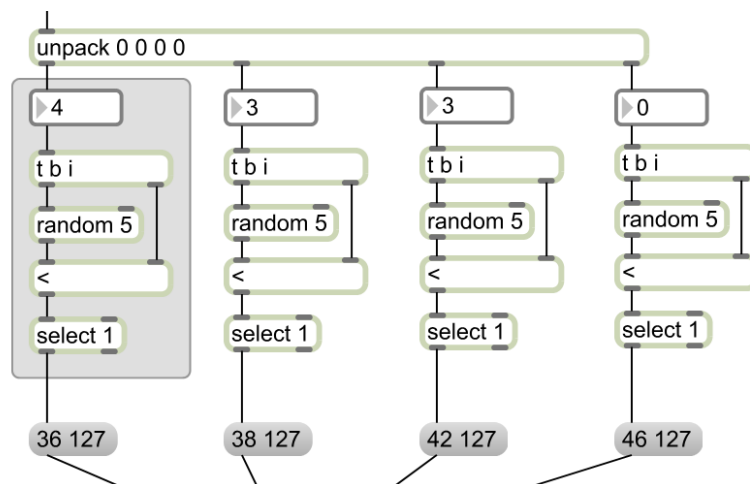 unpack 0 0 0 0
4
3
3
0
t b i
t b i
t b i
t b i
random 5
random 5
random 5
random 5
<
<
<
<
select 1
select 1
select 1
select 1
36 127
38 127
42 127
46 127